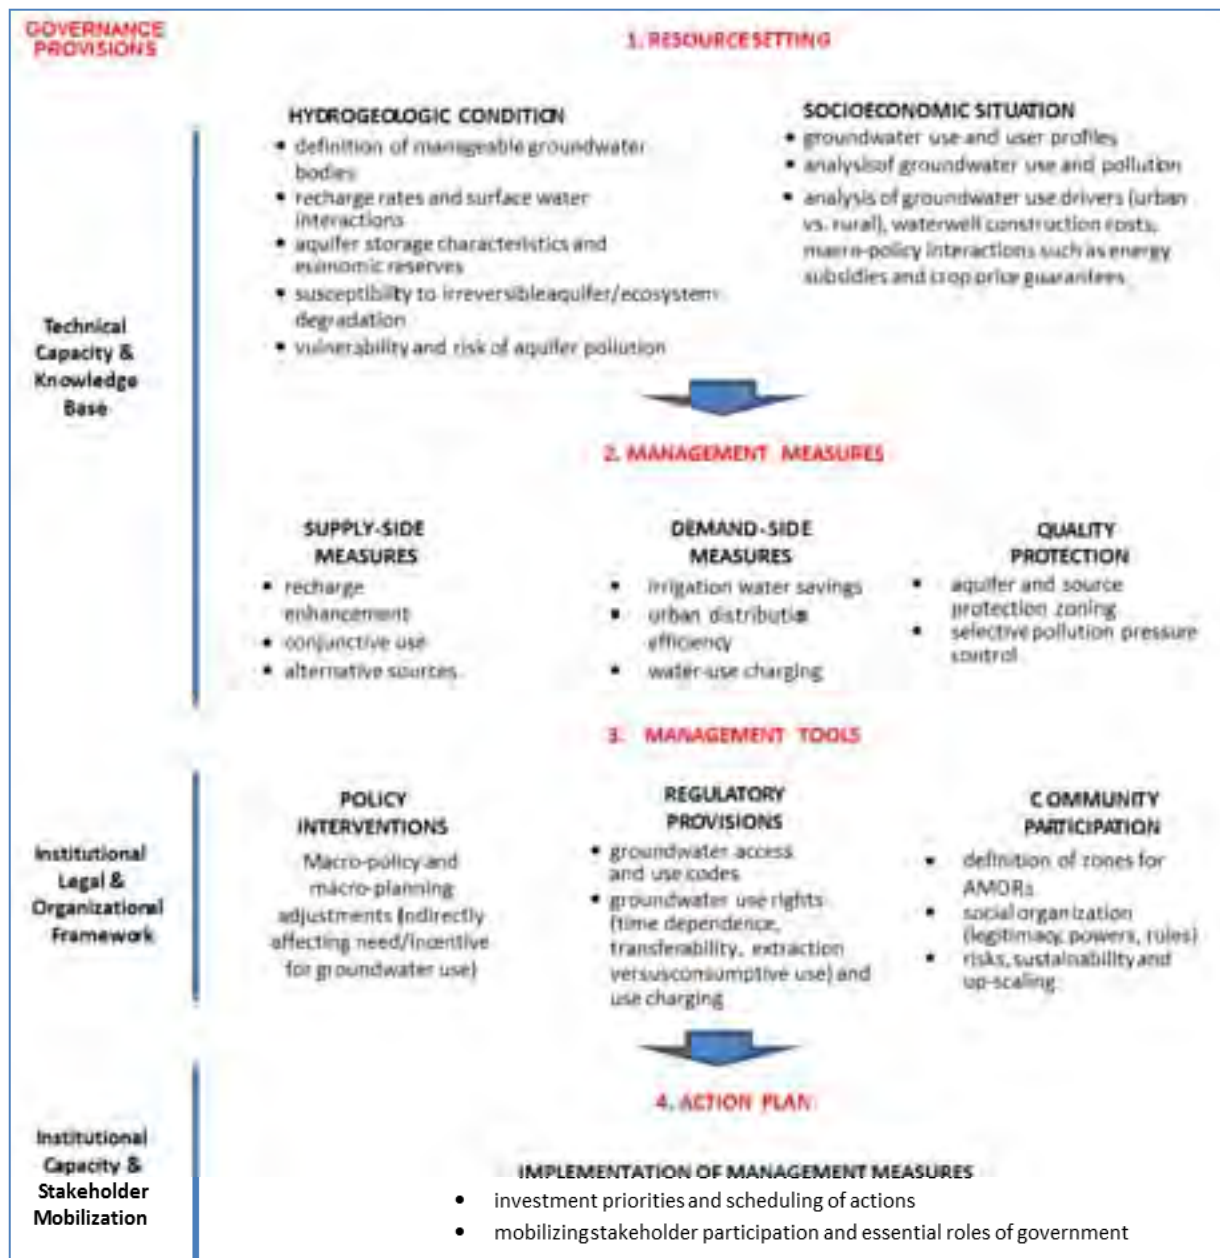 GOVERNANCE
PROVISIONS
1. RESOURCE SETTING
HYDROGEOLOGIC CONDITION
• definition of manageable groundwater
bodies
• recharge rates and surface water
interactions
• aquifer storage characteristics and
economic reserves
• susceptibility to irreversible aquifer/ecosystem
degradation
• vulnerability and risk of aquifer pollution
SOCIOECONOMIC SITUATION
• groundwater use and user profiles
• analysisof groundwater use and pollution
• analysis of groundwater use drivers (urban
vs. rural), waterwell construction costs,
macro-policy interactions such as energy
subsidies and crop price guarantees
Technical
Capacity &
Knowledge
Base
2. MANAGEMENT MEASURES
SUPPLY-SIDE
MEASURES
• recharge
enhancement
• conjunctive use
• alternative sources
DEMAND-SIDE
MEASURES
• irrigation water savings
• urban distributio
efficiency
• water-use charging
QUALITY
PROTECTION
• aquifer and source
protection zoning
• selective pollution pressure
control
3. MANAGEMENT TOOLS
Institutional
Legal &
Organizational
Framework
POLICY
INTERVENTIONS
Macro-policy and
macro-planning
adjustments (indirectly
affecting need/incentive
for groundwater use)
REGULATORY
PROVISIONS
• groundwater access
and use codes
• groundwater use rights
(time dependence,
transferability, extraction
versusconsumptive use) and
use charging
COMMUNITY
PARTICIPATION
• definition of zones for
AMORs
• social organization
(legitimacy, powers, rules)
• risks, sustainability and
up-scaling
4. ACTION PLAN
Institutional
Capacity &
Stakeholder
Mobilization
IMPLEMENTATION OF MANAGEMENT MEASURES
• investment priorities and scheduling of actions
• mobilizing stakeholder participation and essential roles of government